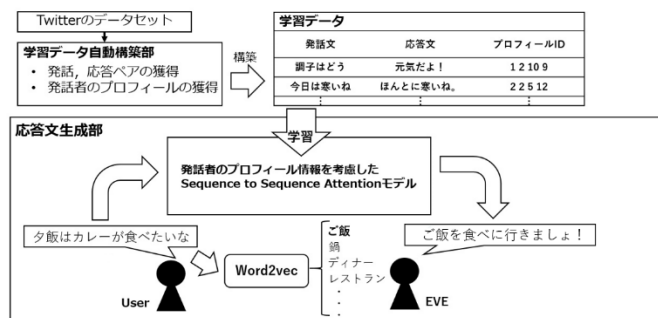 Twitterのデータセット
学習データ自動構築部
• 発話，応答ペアの獲得
• 発話者のプロフィールの獲得
構築
学習データ
発話文 応答文 プロフィールID
調子はどう 元気だよ！ 1 2 10 9
今日は寒いね ほんとに寒いね。 2 2 5 12
学習
応答文生成部
発話者のプロフィール情報を考慮した
Sequence to Sequence Attentionモデル
夕飯はカレーが食べたいな
User
Word2vec
ご飯
鍋
ディナー
レストラン
ご飯を食べに行きましょ！
EVE